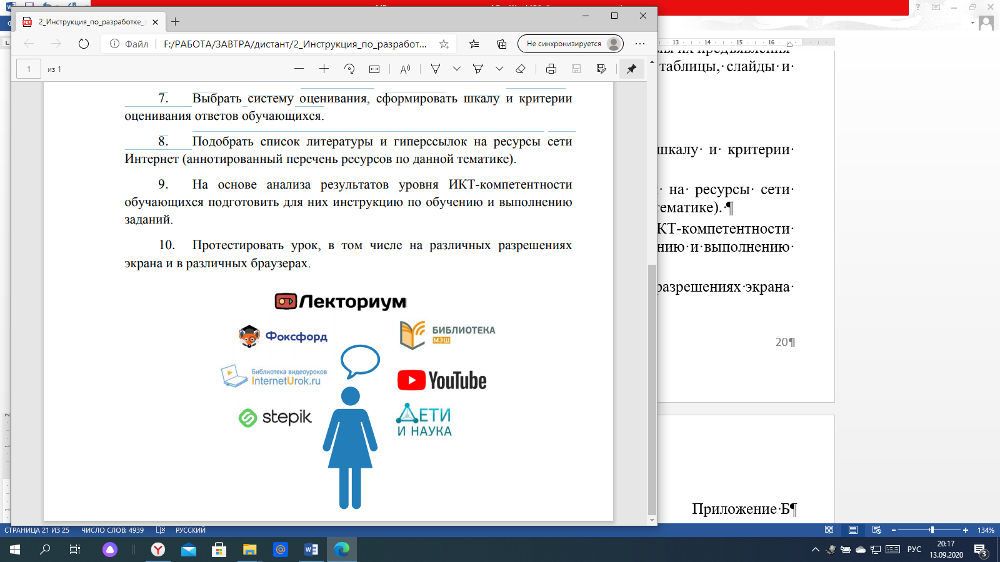 2_Инструкция_по_разработке_
Файл
F:/РАБОТА/ЗАВТРА/дистант/2_Инструкция_по_разработ...
Не синхронизируется
1
из 1
7. Выбрать систему оценивания, сформировать шкалу и критерии
оценивания ответов обучающихся.
8. Подобрать список литературы и гиперссылок на ресурсы сети
Интернет (аннотированный перечень ресурсов по данной тематике).
9. На основе анализа результатов уровня ИКТ-компетентности
обучающихся подготовить для них инструкцию по обучению и выполнению
заданий.
10. Протестировать урок, в том числе на различных разрешениях
экрана и в различных браузерах.
Лекториум
Фоксфорд
БИБЛИОТЕКА
МЭШ
Библиотека видеоуроков
InternetUrok.ru
YouTube
stepik
ДЕТИ
И НАУКА
13 14 15 16
их предъявления
таблицы, слайды и
шкалу и критерии
на ресурсы сети
тематике). ¶
КТ-компетентности
нию и выполнению
разрешениях экрана
20¶
Приложение Б¶
СТРАНИЦА 21 ИЗ 25
ЧИСЛО СЛОВ: 4939
РУССКИЙ
134%
РУС
20:17
13.09.2020
3